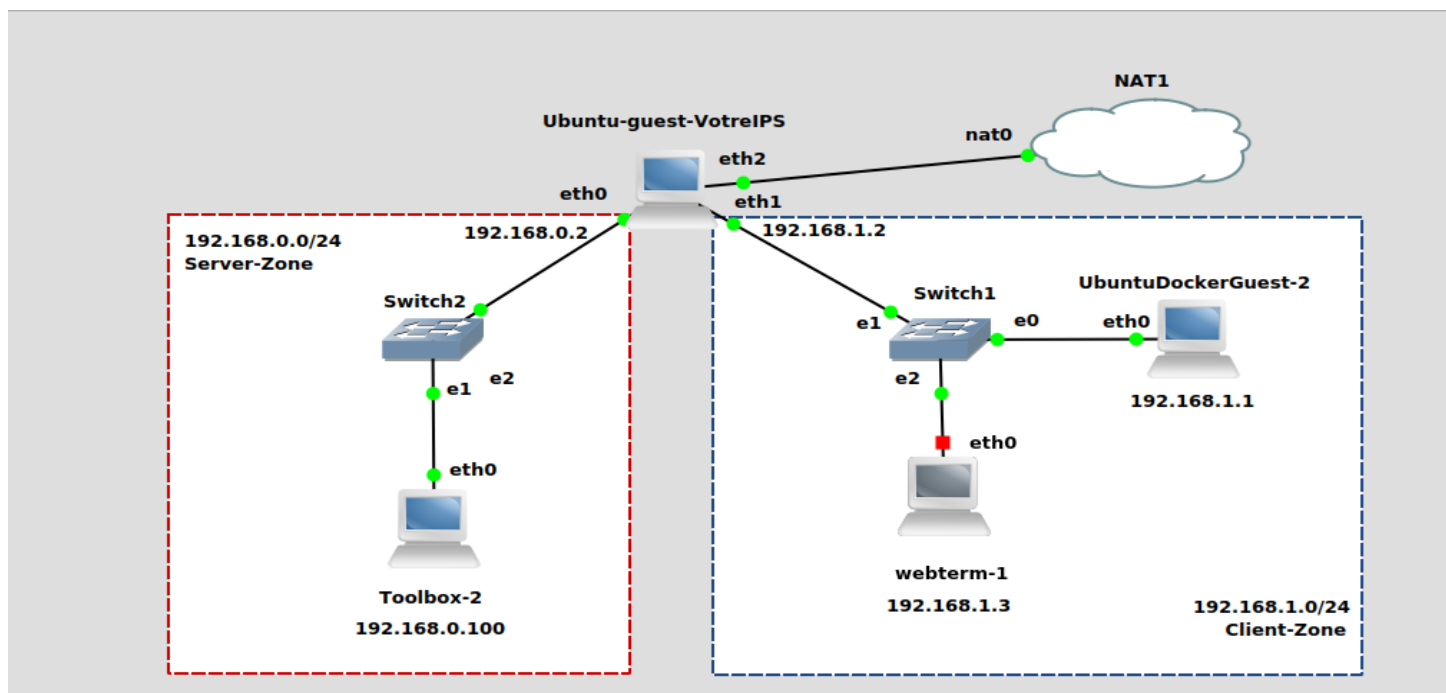 NAT1
Ubuntu-guest-VotreIPS
nat0
eth2
eth0
eth1
192.168.0.0/24
Server-Zone
192.168.0.2
192.168.1.2
Switch2
Switch1
UbuntuDockerGuest-2
e1
e0
eth0
e2
e1
e2
192.168.1.1
eth0
eth0
Toolbox-2
192.168.0.100
webterm-1
192.168.1.3
192.168.1.0/24
Client-Zone